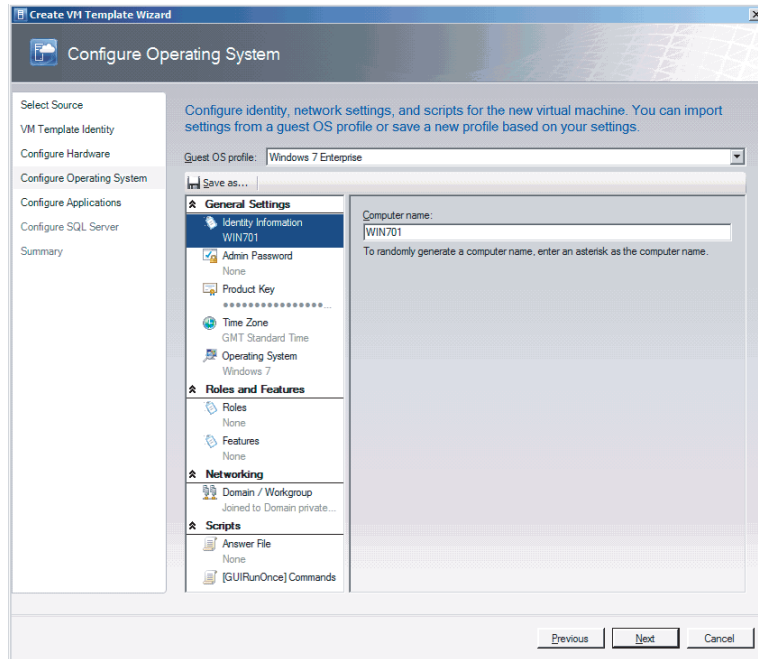 Create VM Template Wizard
Configure Operating System
Select Source
VM Template Identity
Configure Hardware
Configure Operating System
Configure Applications
Configure SQL Server
Summary
Configure identity, network settings, and scripts for the new virtual machine. You can import
settings from a guest OS profile or save a new profile based on your settings.
Guest OS profile: Windows 7 Enterprise
Save as...
General Settings
Identity Information
WIN701
Admin Password
None
Product Key
●●●●●●●●●●●●●●●●...
Time Zone
GMT Standard Time
Operating System
Windows 7
Roles and Features
Roles
None
Features
None
Networking
Domain / Workgroup
Joined to Domain private...
Scripts
Answer File
None
[GUIRunOnce] Commands
Computer name:
WIN701
To randomly generate a computer name, enter an asterisk as the computer name.
Previous Next Cancel